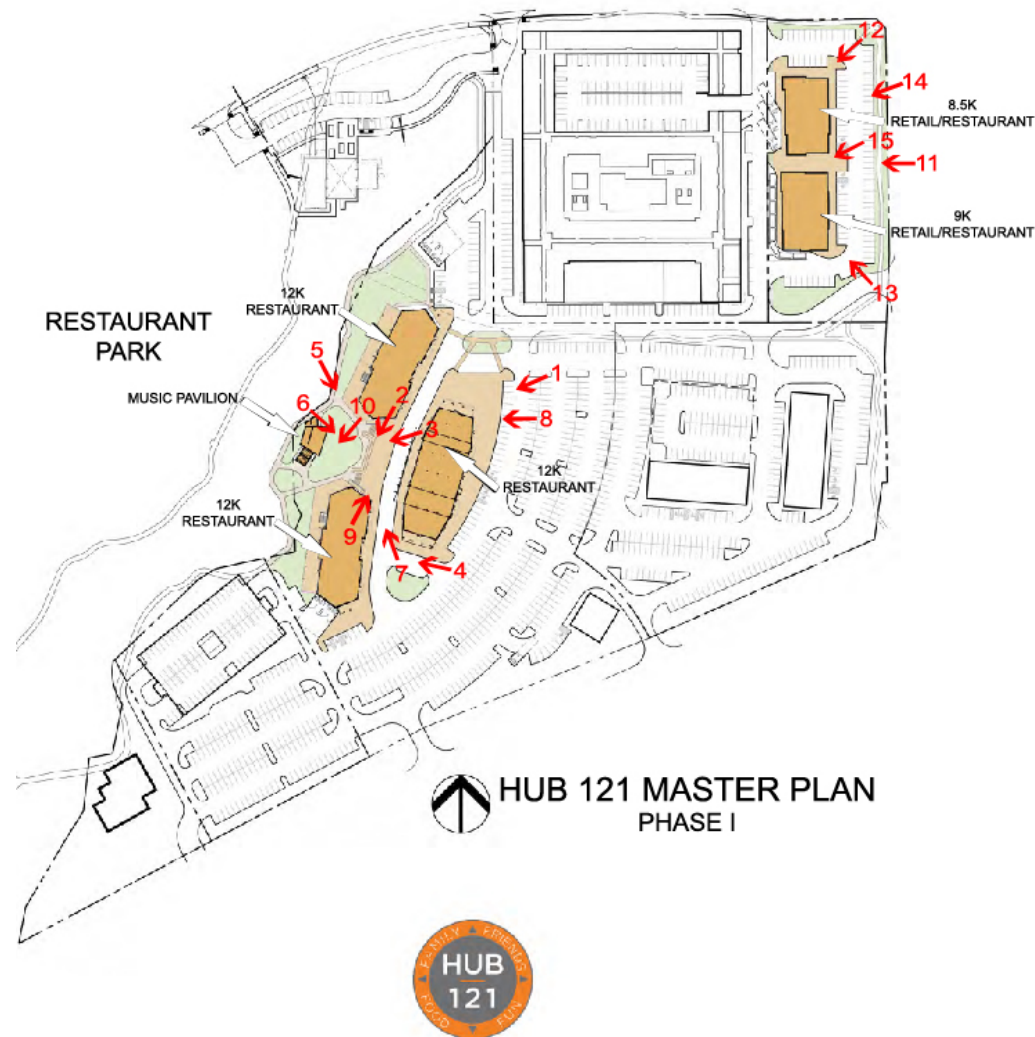 12
14
8.5K
RETAIL/RESTAURANT
15
11
9K
RETAIL/RESTAURANT
13
12K
RESTAURANT
RESTAURANT
PARK
5
1
MUSIC PAVILION
6
10
2
3
8
12K
RESTAURANT
12K
RESTAURANT
9
7
4
HUB 121 MASTER PLAN
PHASE I
FAMILY
FRIENDS
HUB
121
FOOD
FUN